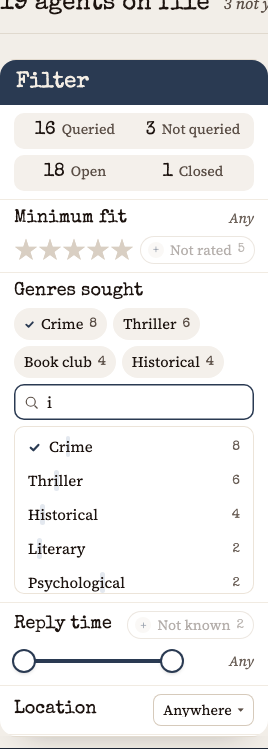 19 agents on file 3 not y
Filter
16 Queried 3 Not queried
18 Open 1 Closed
Minimum fit Any
+ Not rated 5
Genres sought
Crime 8 Thriller 6
Book club 4 Historical 4
i
Crime 8
Thriller 6
Historical 4
Literary 2
Psychological 2
Reply time + Not known 2
Any
Location Anywhere